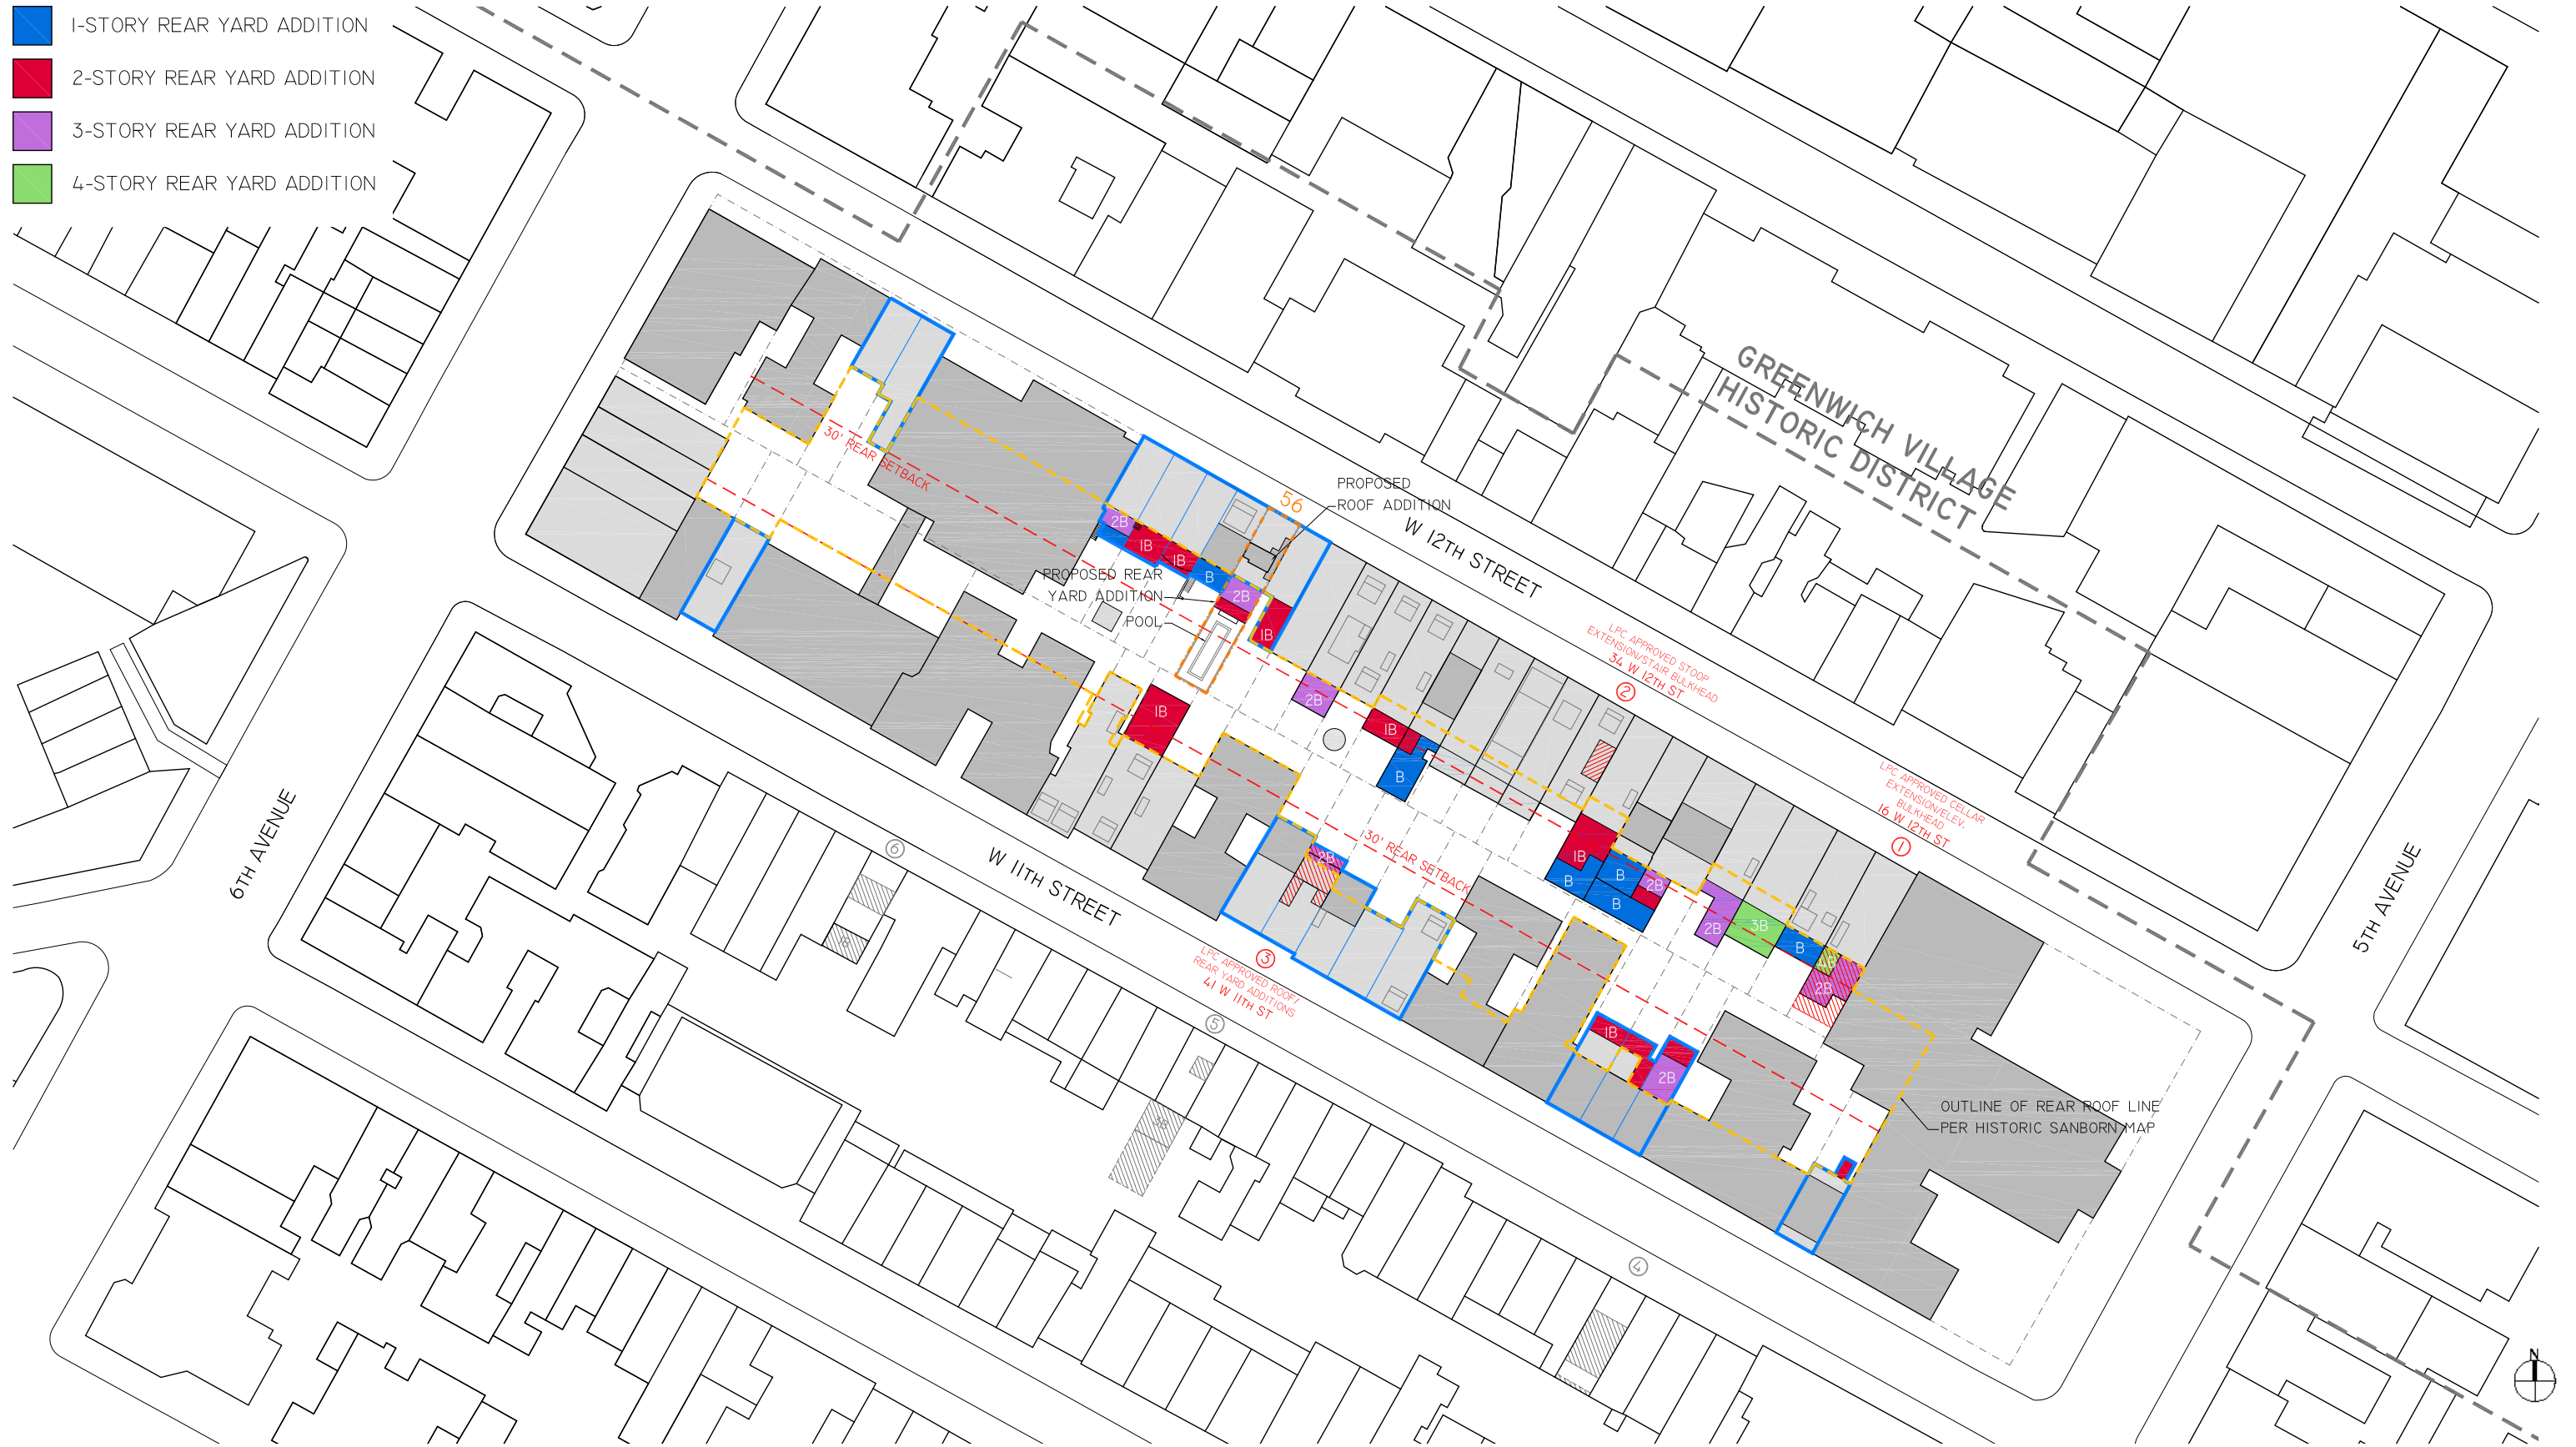 1-STORY REAR YARD ADDITION
2-STORY REAR YARD ADDITION
3-STORY REAR YARD ADDITION
4-STORY REAR YARD ADDITION
GREENWICH VILLAGE
HISTORIC DISTRICT
30' REAR SETBACK
56
PROPOSED
ROOF ADDITION
W 12TH STREET
2B
1B
1B
B
2B
1B
PROPOSED REAR
YARD ADDITION
POOL
LPC APPROVED STOOP
EXTENSION/STAIR BULKHEAD
34 W 12TH ST
2
2B
1B
1B
B
LPC APPROVED CELLAR
EXTENSION/ELEV.
BULKHEAD
16 W 12TH ST
1
6TH AVENUE
5TH AVENUE
6
W 11TH STREET
30' REAR SETBACK
2B
1B
B
B
2B
B
2B
3B
B
2B
B
3
LPC APPROVED ROOF/
REAR YARD ADDITIONS
41 W 11TH ST
5
1B
2B
3B
OUTLINE OF REAR ROOF LINE
PER HISTORIC SANBORN MAP
4
N